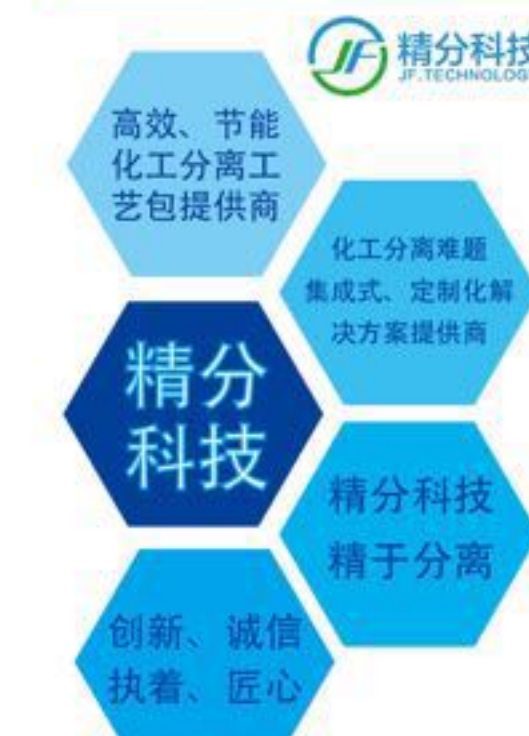 精分科技
JF.TECHNOLOG
高效、节能
化工分离工
艺包提供商
化工分离难题
集成式、定制化解
决方案提供商
精分
科技
精分科技
精于分离
创新、诚信
执着、匠心